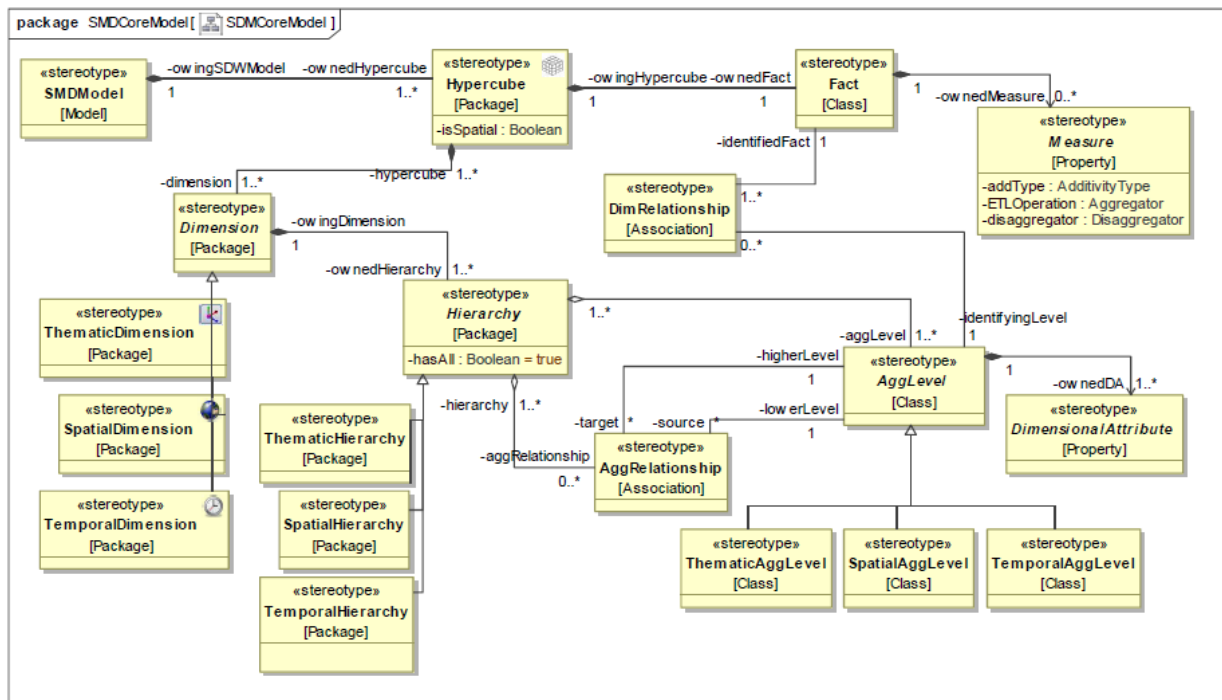 package SMDCoreModel[ SDMCoreModel ]
«stereotype»
SMDModel
[Model]
-owingSDWModel
1
-ownedHypercube
1..*
«stereotype»
Hypercube
[Package]
-isSpatial : Boolean
-owingHypercube
1
-ownedFact
1
«stereotype»
Fact
[Class]
1
-ownedMeasure
0..*
«stereotype»
Measure
[Property]
-addType : AdditivityType
-ETLOperation : Aggregator
-disaggregator : Disaggregator
-identifiedFact
1
-dimension
1..*
-hypercube
1..*
«stereotype»
Dimension
[Package]
-owingDimension
1
-ownedHierarchy
1..*
«stereotype»
DimRelationship
[Association]
1..*
0..*
«stereotype»
Hierarchy
[Package]
-hasAll : Boolean = true
1..*
-aggLevel
1..*
-identifyingLevel
1
«stereotype»
ThematicDimension
[Package]
«stereotype»
SpatialDimension
[Package]
«stereotype»
TemporalDimension
[Package]
-higherLevel
1
-lowerLevel
1
«stereotype»
AggLevel
[Class]
1
-ownedDA
1..*
«stereotype»
DimensionalAttribute
[Property]
-hierarchy
1..*
-target
*
-source
*
-aggRelationship
0..*
«stereotype»
AggRelationship
[Association]
«stereotype»
ThematicHierarchy
[Package]
«stereotype»
SpatialHierarchy
[Package]
«stereotype»
TemporalHierarchy
[Package]
«stereotype»
ThematicAggLevel
[Class]
«stereotype»
SpatialAggLevel
[Class]
«stereotype»
TemporalAggLevel
[Class]